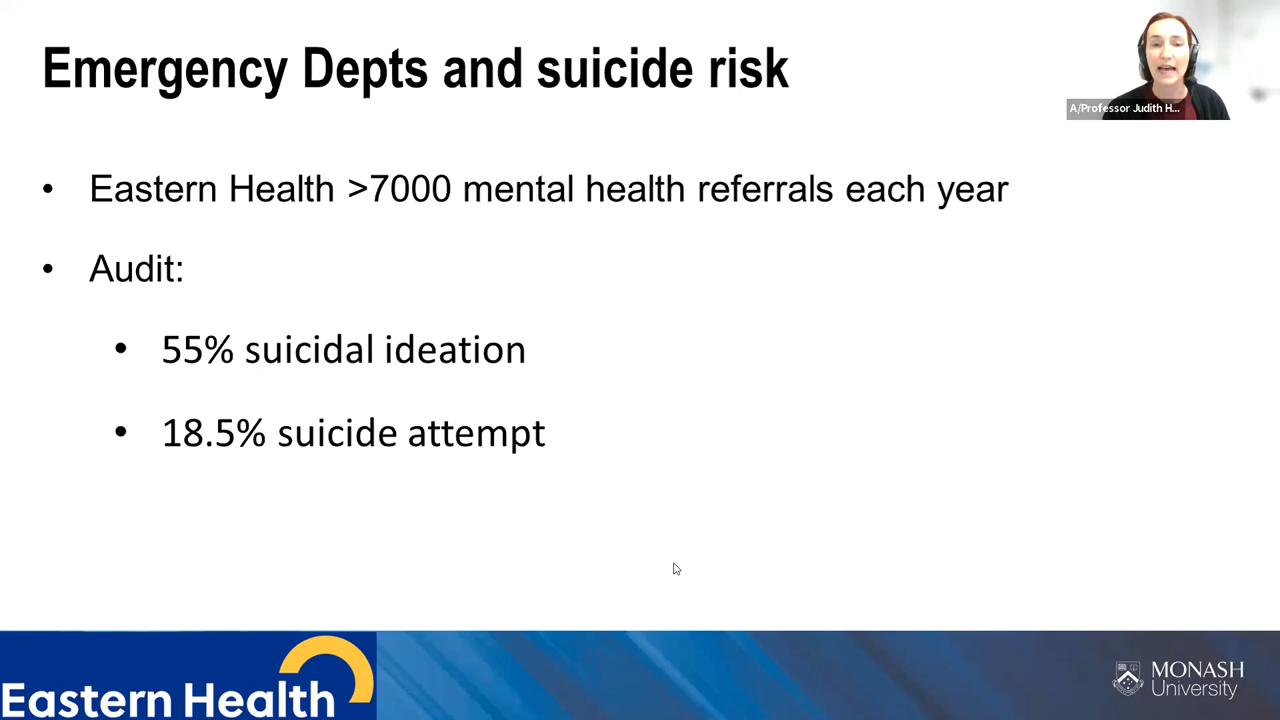 Emergency Depts and suicide risk
A/Professor Judith H...
• Eastern Health >7000 mental health referrals each year
• Audit:
• 55% suicidal ideation
• 18.5% suicide attempt
Eastern Health
MONASH
University